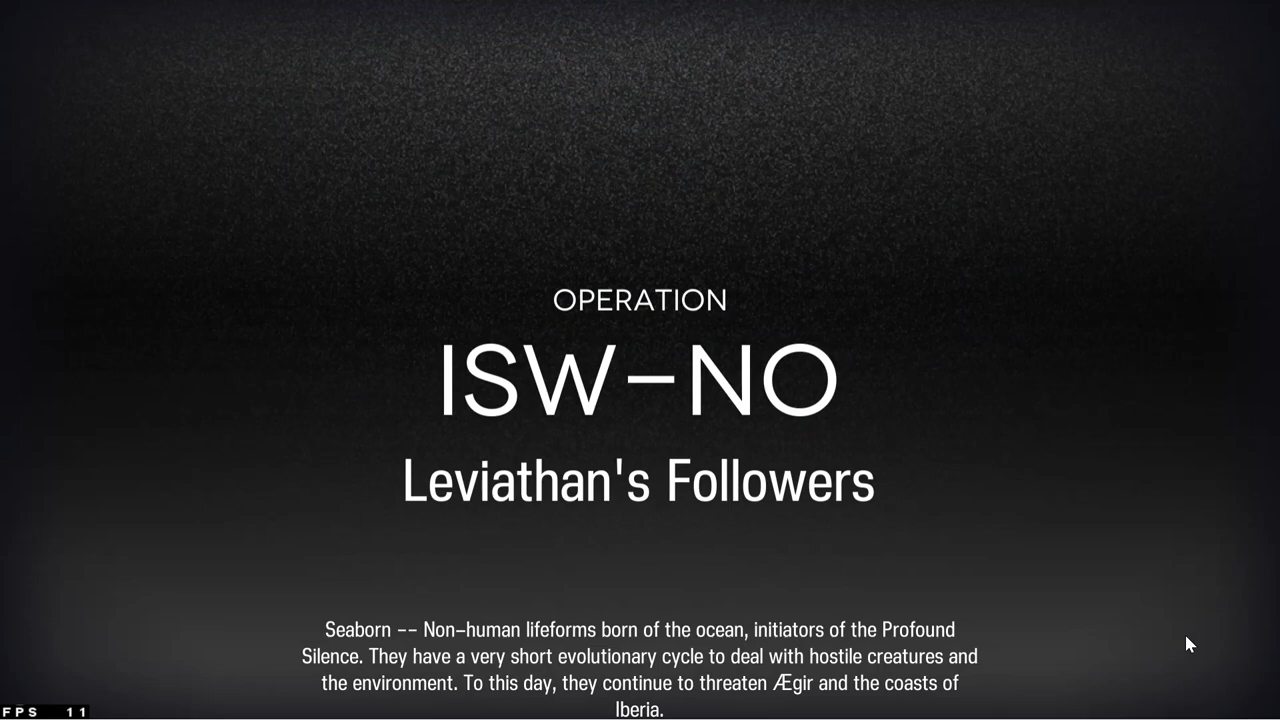 OPERATION
ISW-NO
Leviathan's Followers
Seaborn -- Non-human lifeforms born of the ocean, initiators of the Profound
Silence. They have a very short evolutionary cycle to deal with hostile creatures and
the environment. To this day, they continue to threaten Ægir and the coasts of
Iberia.
FPS 11